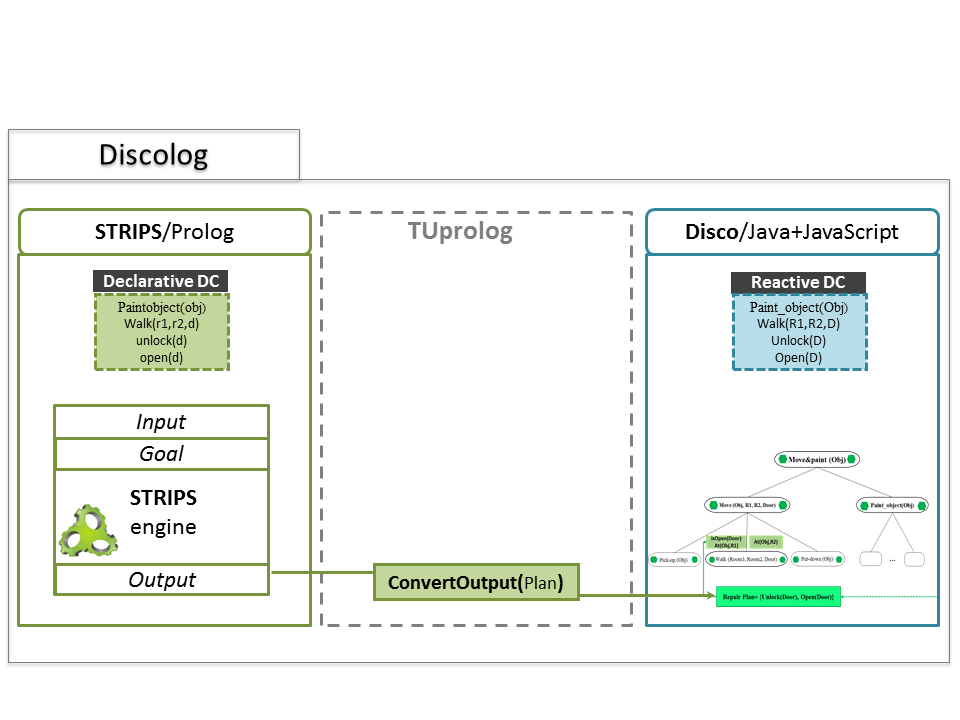 Discolog
STRIPS/Prolog
Declarative DC
Paintobject(obj)
Walk(r1,r2,d)
unlock(d)
open(d)
Input
Goal
STRIPS
engine
Output
TUprolog
ConvertOutput(Plan)
Disco/Java+JavaScript
Reactive DC
Paint_object(Obj)
Walk(R1,R2,D)
Unlock(D)
Open(D)
Move&paint (Obj)
Move (Obj, R1, R2, Door)
Paint_object(Obj)
IsOpen(Door)
At(Obj,R1)
At(Obj,R2)
Pick-up (Obj)
Walk (Room1, Room2, Door)
Put-down (Obj)
...
Repair Plan= [Unlock(Door), Open(Door)]